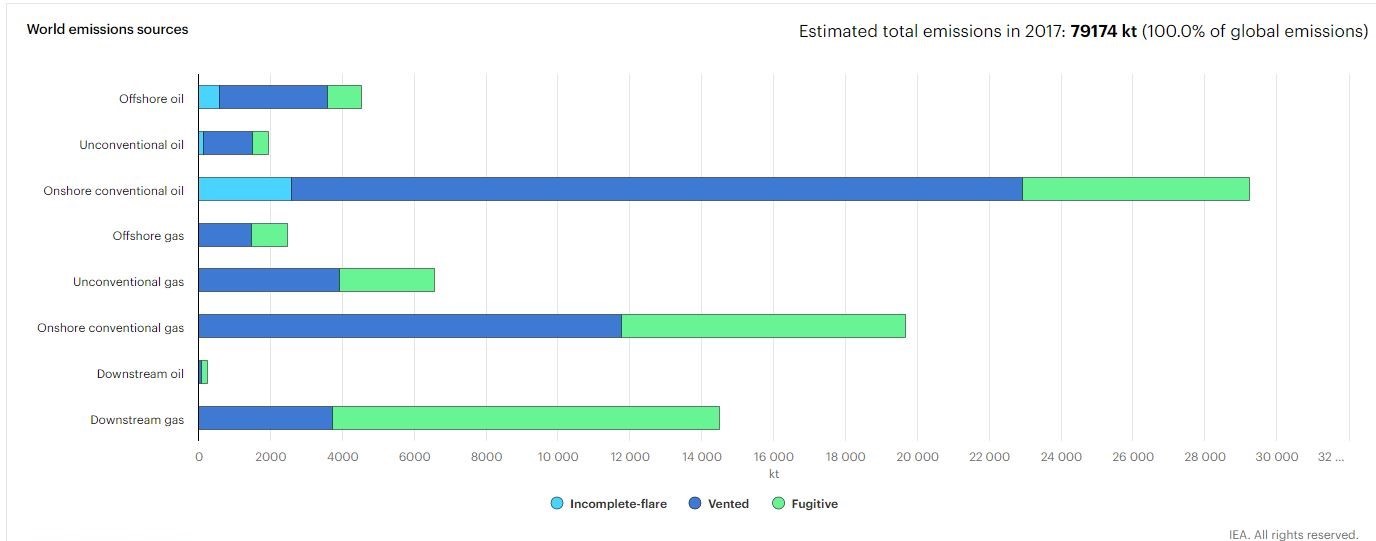 World emissions sources
Estimated total emissions in 2017: 79174 kt (100.0% of global emissions)
Offshore oil
Unconventional oil
Onshore conventional oil
Offshore gas
Unconventional gas
Onshore conventional gas
Downstream oil
Downstream gas
0 2000 4000 6000 8000 10 000 12 000 14 000 16 000 18 000 20 000 22 000 24 000 26 000 28 000 30 000 32 ...
kt
Incomplete-flare Vented Fugitive
IEA. All rights reserved.